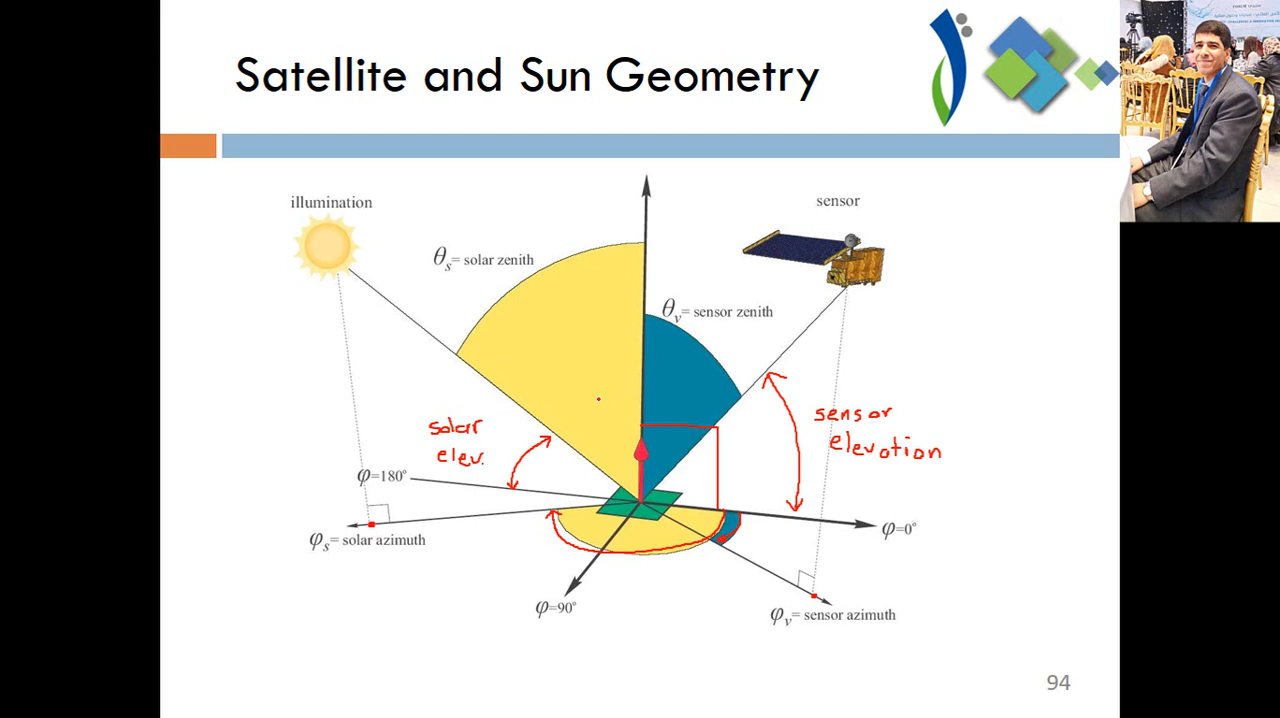 Satellite and Sun Geometry
illumination
sensor
θs= solar zenith
θv= sensor zenith
solar
elev.
sensor
elevation
φ=180°
φ=0°
φs= solar azimuth
φ=90°
φv= sensor azimuth
94